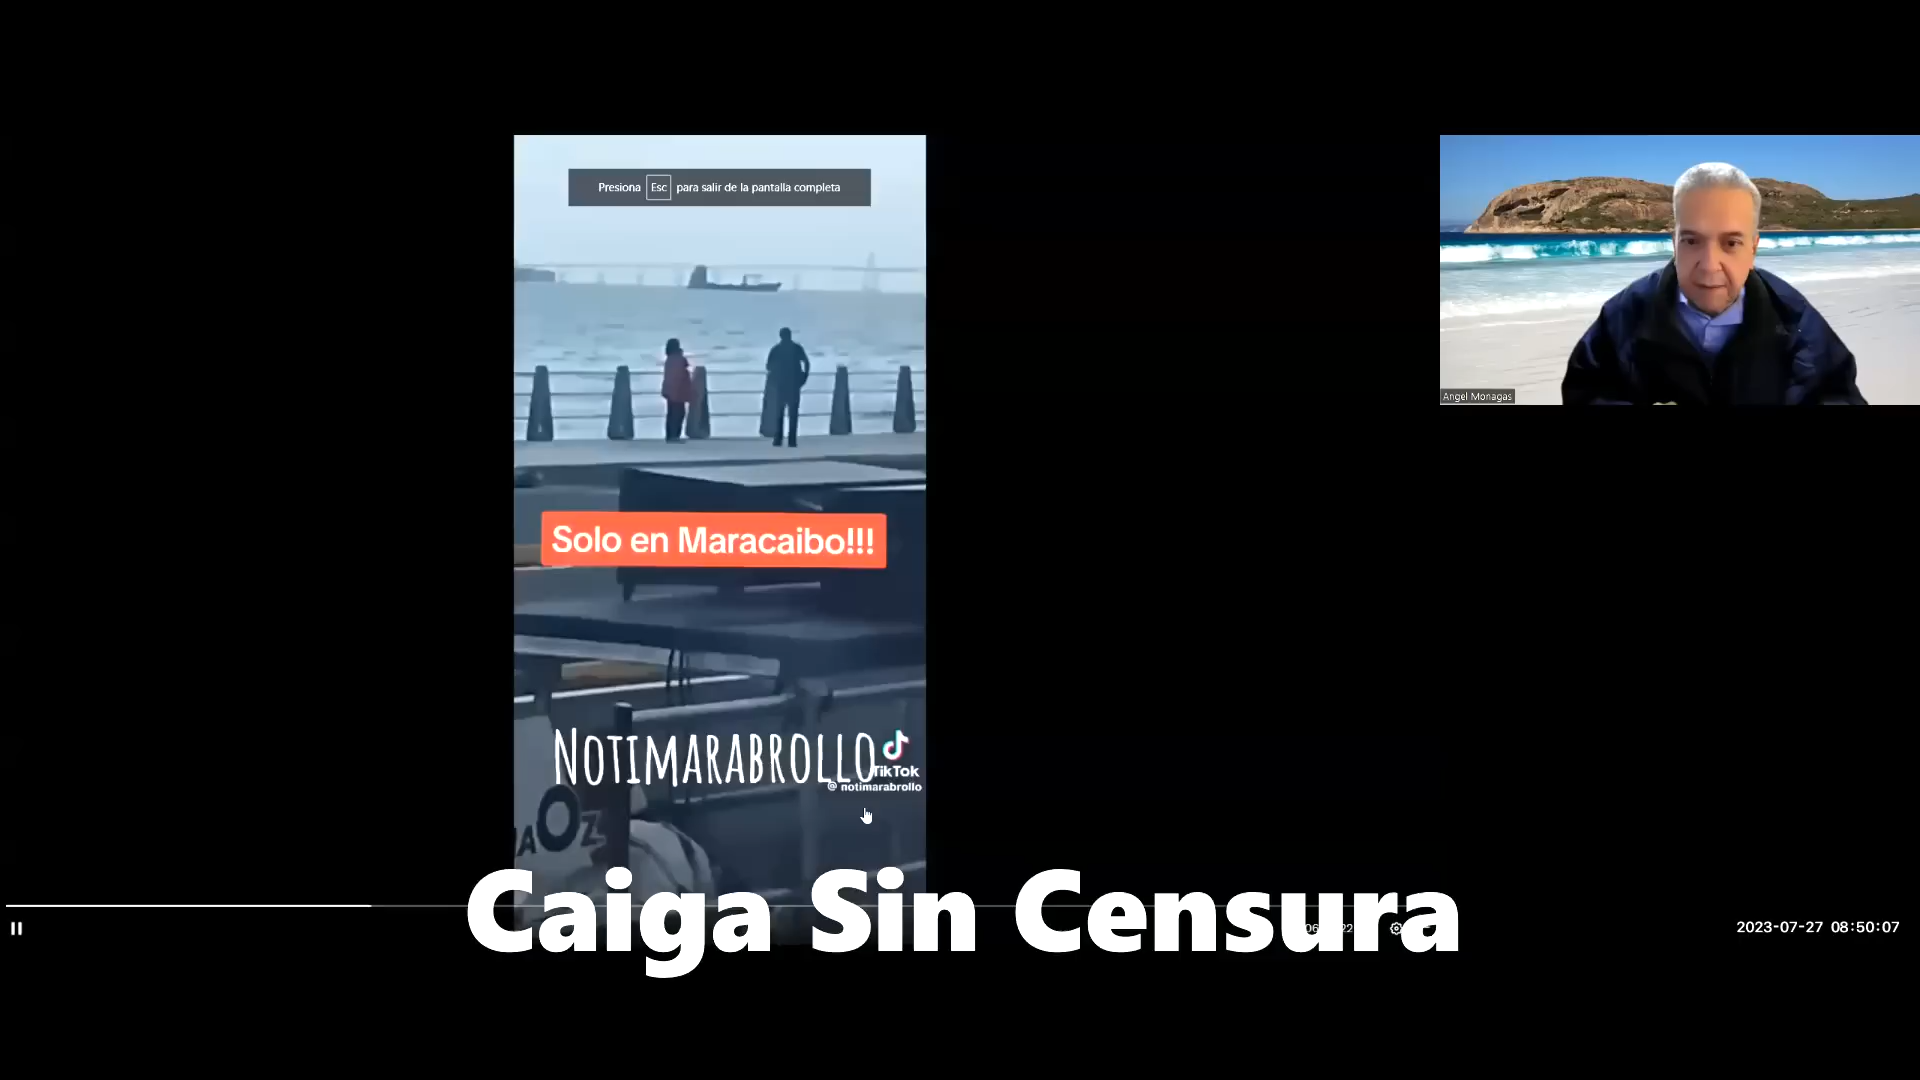 Presiona Esc para salir de la pantalla completa
Angel Monagas
Solo en Maracaibo!!!
NOTIMARABROLLO
TikTok
@ notimarabrollo
OZ
Caiga Sin Censura
2023-07-27 08:50:07